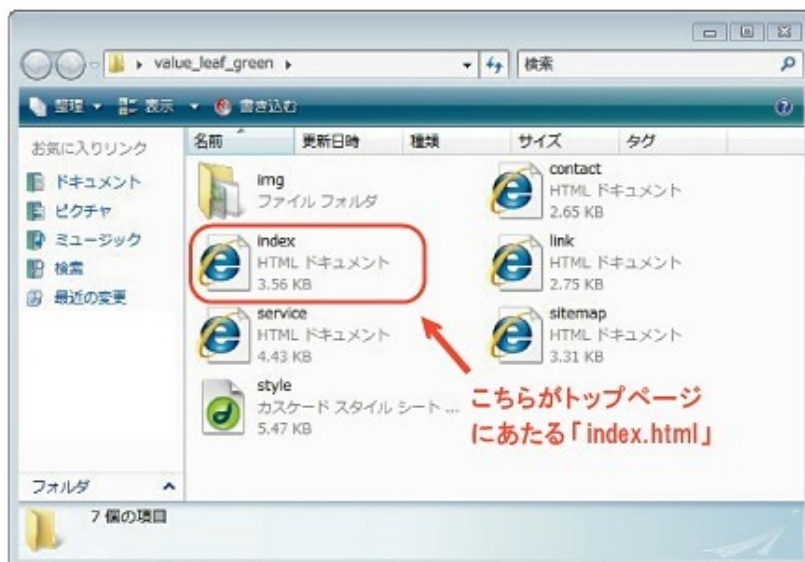 value_leaf_green
検索
整理 表示 書き込む
お気に入りリンク
ドキュメント
ピクチャ
ミュージック
検索
最近の変更
フォルダ
名前 更新日時 種類 サイズ タグ
img
ファイル フォルダ
contact
HTML ドキュメント
2.65 KB
index
HTML ドキュメント
3.56 KB
link
HTML ドキュメント
2.75 KB
service
HTML ドキュメント
4.43 KB
sitemap
HTML ドキュメント
3.31 KB
style
カスケード スタイル シート ...
5.47 KB
こちらがトップページ
にあたる「index.html」
7 個の項目